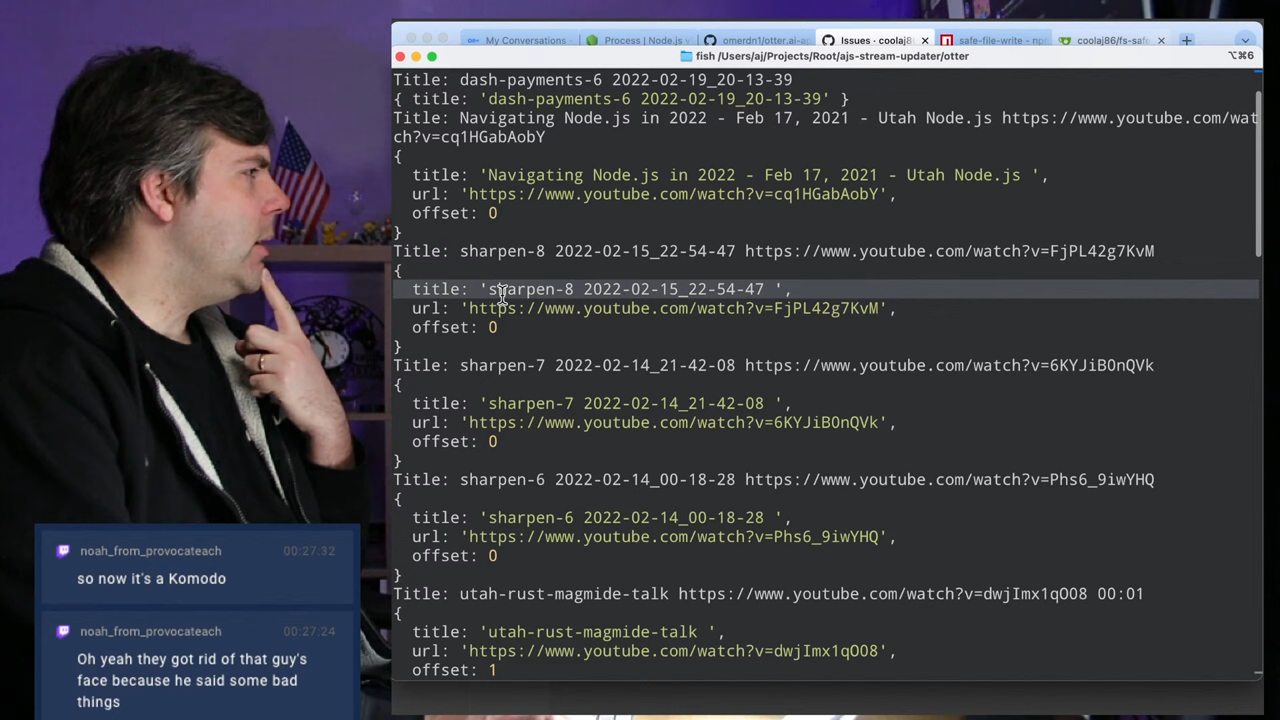 My Conversations
Process | Node.js
omerdn1/otter.ai-ap
Issues · coolaj86
safe-file-write - npm
coolaj86/fs-safe
fish /Users/aj/Projects/Root/ajs-stream-updater/otter
⌥⌘6
Title: dash-payments-6 2022-02-19_20-13-39
{ title: 'dash-payments-6 2022-02-19_20-13-39' }
Title: Navigating Node.js in 2022 - Feb 17, 2021 - Utah Node.js https://www.youtube.com/wat
ch?v=cq1HGabAobY
{
title: 'Navigating Node.js in 2022 - Feb 17, 2021 - Utah Node.js ',
url: 'https://www.youtube.com/watch?v=cq1HGabAobY',
offset: 0
}
Title: sharpen-8 2022-02-15_22-54-47 https://www.youtube.com/watch?v=FjPL42g7KvM
{
title: 'sharpen-8 2022-02-15_22-54-47 ',
url: 'https://www.youtube.com/watch?v=FjPL42g7KvM',
offset: 0
}
Title: sharpen-7 2022-02-14_21-42-08 https://www.youtube.com/watch?v=6KYJiB0nQVk
{
title: 'sharpen-7 2022-02-14_21-42-08 ',
url: 'https://www.youtube.com/watch?v=6KYJiB0nQVk',
offset: 0
}
Title: sharpen-6 2022-02-14_00-18-28 https://www.youtube.com/watch?v=Phs6_9iwYHQ
{
title: 'sharpen-6 2022-02-14_00-18-28 ',
url: 'https://www.youtube.com/watch?v=Phs6_9iwYHQ',
offset: 0
}
Title: utah-rust-magmide-talk https://www.youtube.com/watch?v=dwjImx1qO08 00:01
{
title: 'utah-rust-magmide-talk ',
url: 'https://www.youtube.com/watch?v=dwjImx1qO08',
offset: 1
noah_from_provocateach 00:27:32
so now it's a Komodo
noah_from_provocateach 00:27:24
Oh yeah they got rid of that guy's
face because he said some bad
things